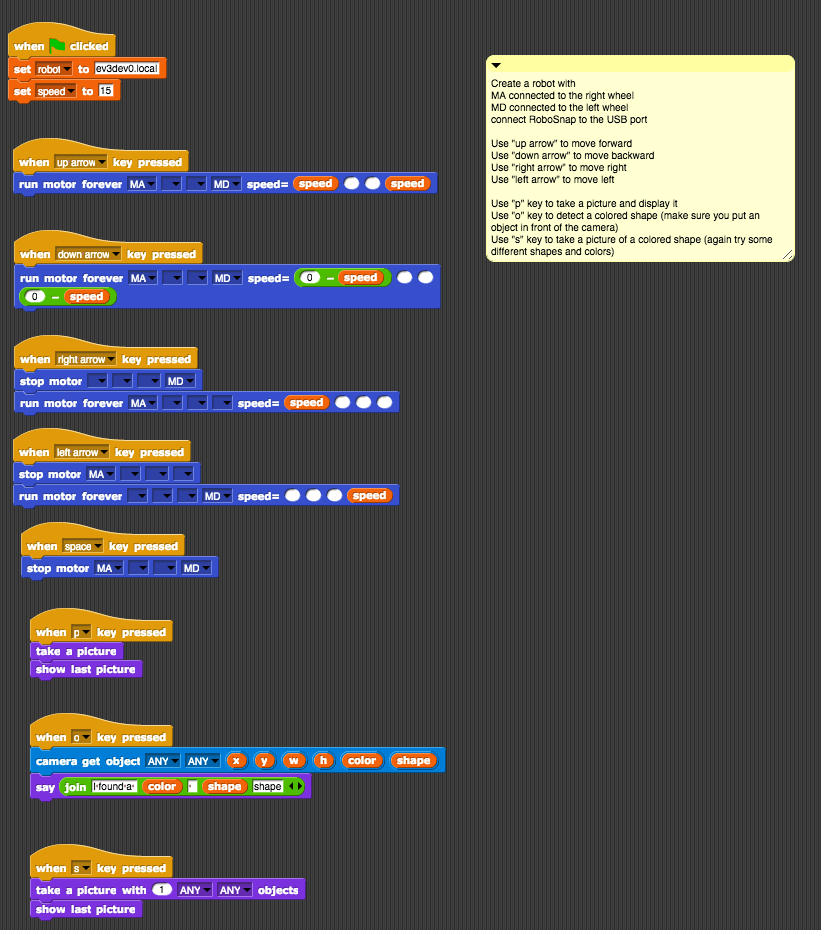 when clicked
set robot to ev3dev0.local
set speed to 15
when up arrow key pressed
run motor forever MA MD speed= speed speed
when down arrow key pressed
run motor forever MA MD speed= 0 - speed
0 - speed
when right arrow key pressed
stop motor MD
run motor forever MA speed= speed
when left arrow key pressed
stop motor MA
run motor forever MD speed= speed
when space key pressed
stop motor MA MD
when p key pressed
take a picture
show last picture
when o key pressed
camera get object ANY ANY x y w h color shape
say join I·found·a· color · shape shape
when s key pressed
take a picture with 1 ANY ANY objects
show last picture
Create a robot with
MA connected to the right wheel
MD connected to the left wheel
connect RoboSnap to the USB port
Use "up arrow" to move forward
Use "down arrow" to move backward
Use "right arrow" to move right
Use "left arrow" to move left
Use "p" key to take a picture and display it
Use "o" key to detect a colored shape (make sure you put an
object in front of the camera)
Use "s" key to take a picture of a colored shape (again try some
different shapes and colors)